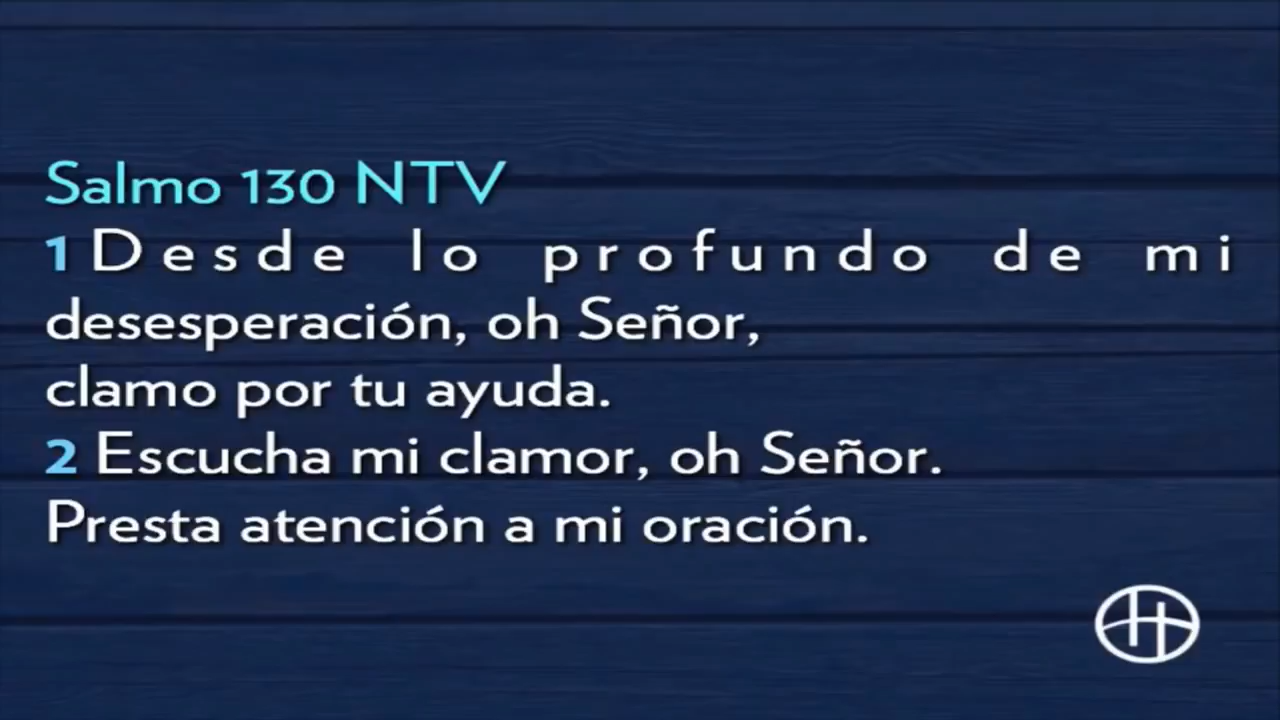 Salmo 130 NTV
1 Desde lo profundo de mi
desesperación, oh Señor,
clamo por tu ayuda.
2 Escucha mi clamor, oh Señor.
Presta atención a mi oración.